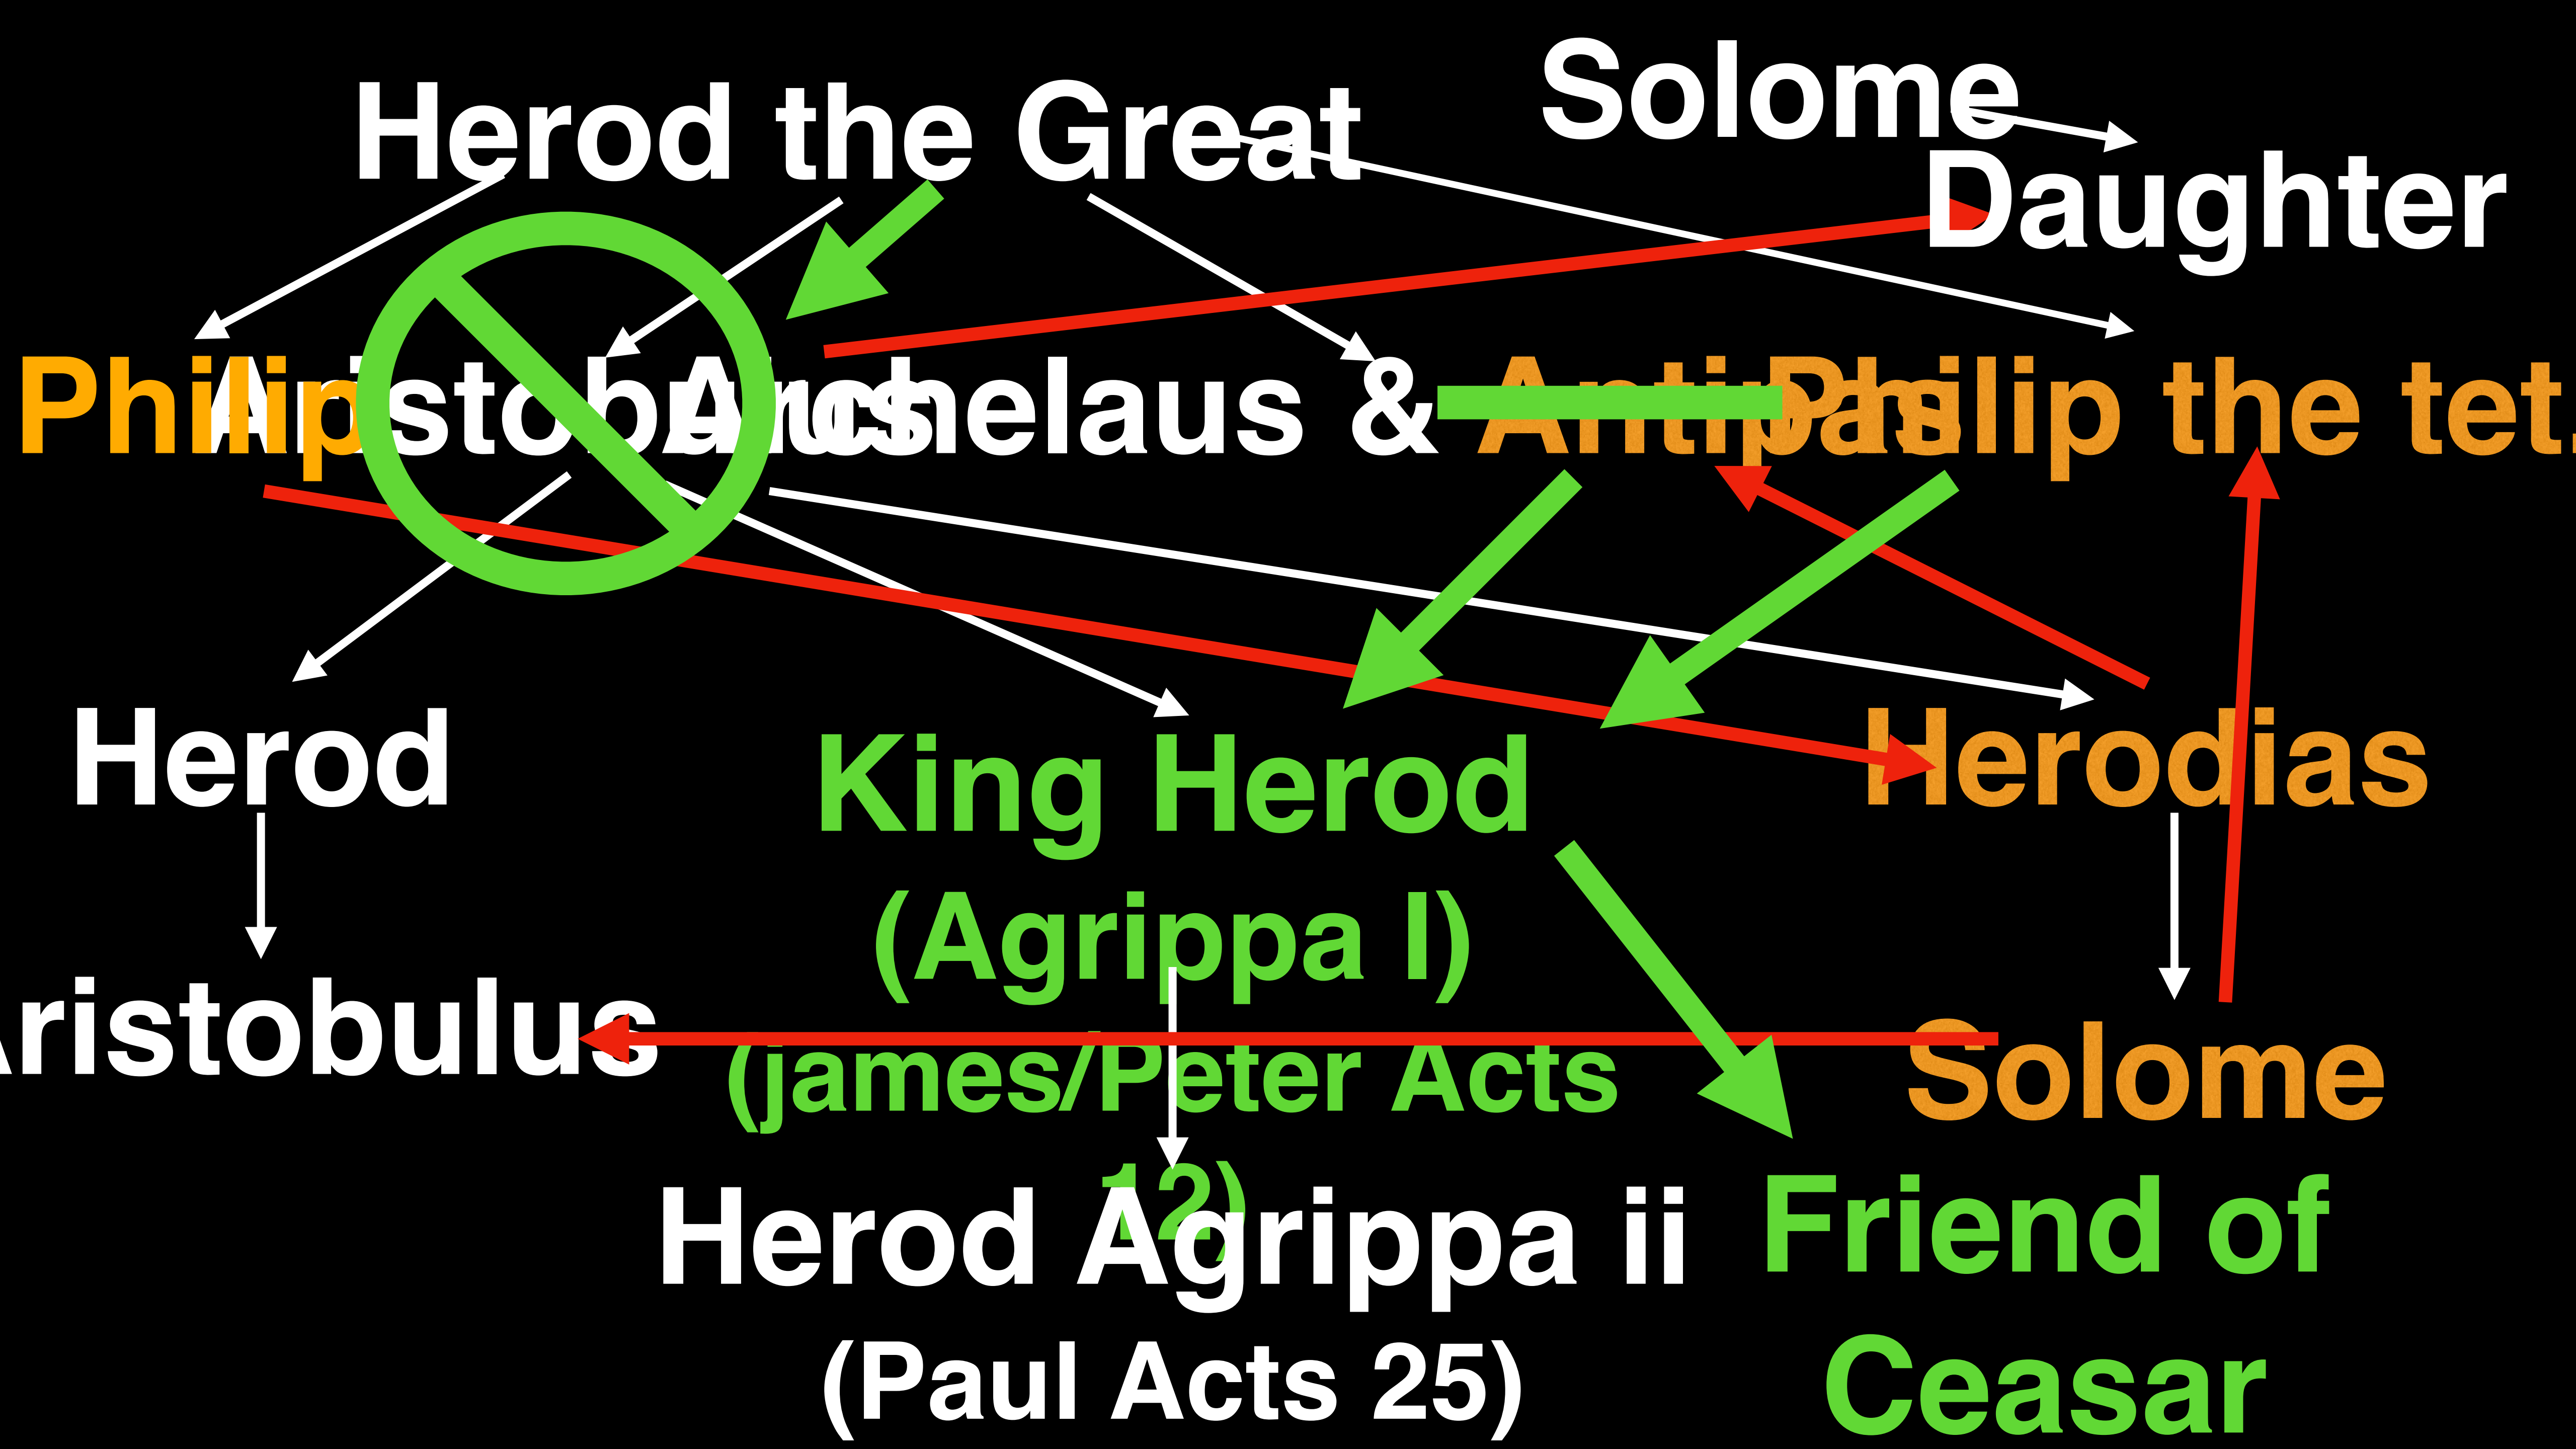 Solome
Herod the Great
Daughter
Philip Aristobulus Archelaus & Antipas Philip the tet.
Herod
King Herod
Herodias
(Agrippa I)
Aristobulus
(james/Peter Acts
12)
Solome
Herod Agrippa ii
Friend of
(Paul Acts 25)
Ceasar